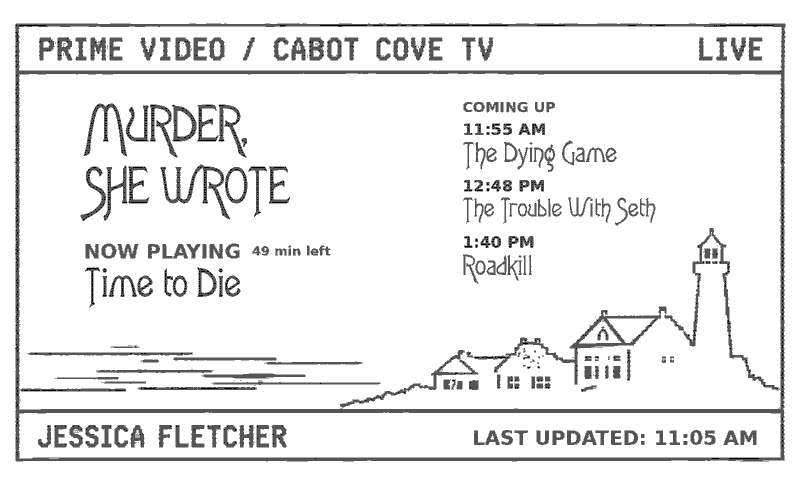 PRIME VIDEO / CABOT COVE TV
LIVE
MURDER,
SHE WROTE
NOW PLAYING 49 min left
Time to Die
COMING UP
11:55 AM
The Dying Game
12:48 PM
The Trouble With Seth
1:40 PM
Roadkill
JESSICA FLETCHER
LAST UPDATED: 11:05 AM